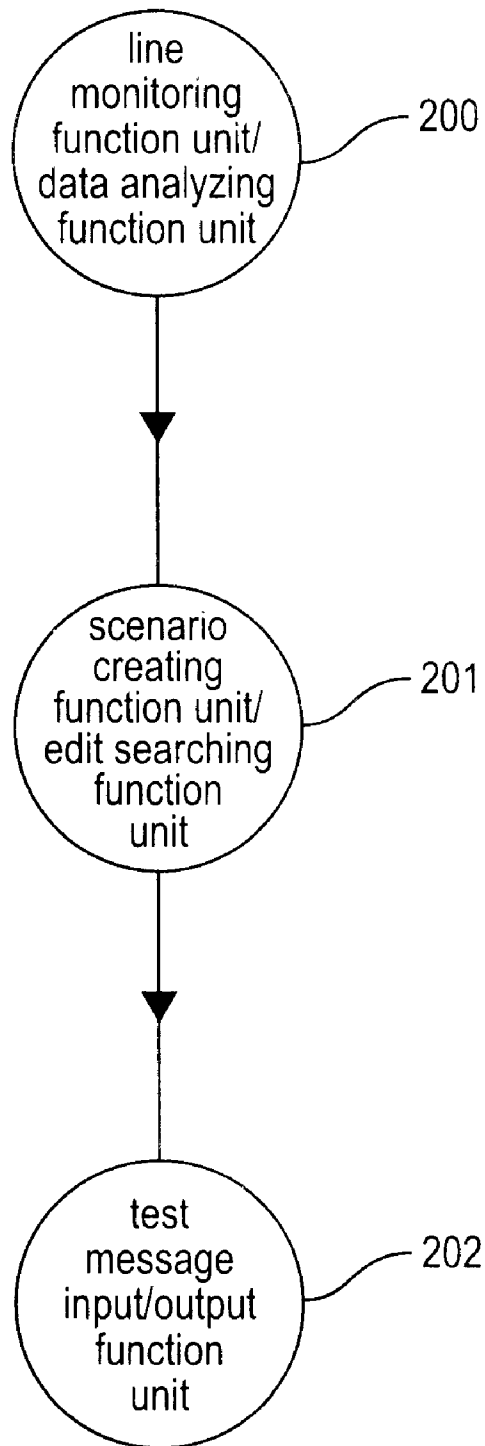 line
monitoring
function unit/
data analyzing
function unit
200
scenario
creating
function unit/
edit searching
function
unit
201
test
message
input/output
function
unit
202